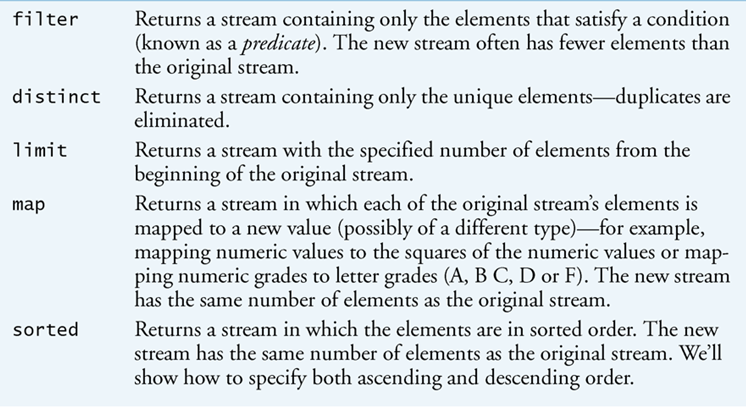 filter Returns a stream containing only the elements that satisfy a condition
(known as a predicate). The new stream often has fewer elements than
the original stream.
distinct Returns a stream containing only the unique elements—duplicates are
eliminated.
limit Returns a stream with the specified number of elements from the
beginning of the original stream.
map Returns a stream in which each of the original stream's elements is
mapped to a new value (possibly of a different type)—for example,
mapping numeric values to the squares of the numeric values or map-
ping numeric grades to letter grades (A, B C, D or F). The new stream
has the same number of elements as the original stream.
sorted Returns a stream in which the elements are in sorted order. The new
stream has the same number of elements as the original stream. We'll
show how to specify both ascending and descending order.